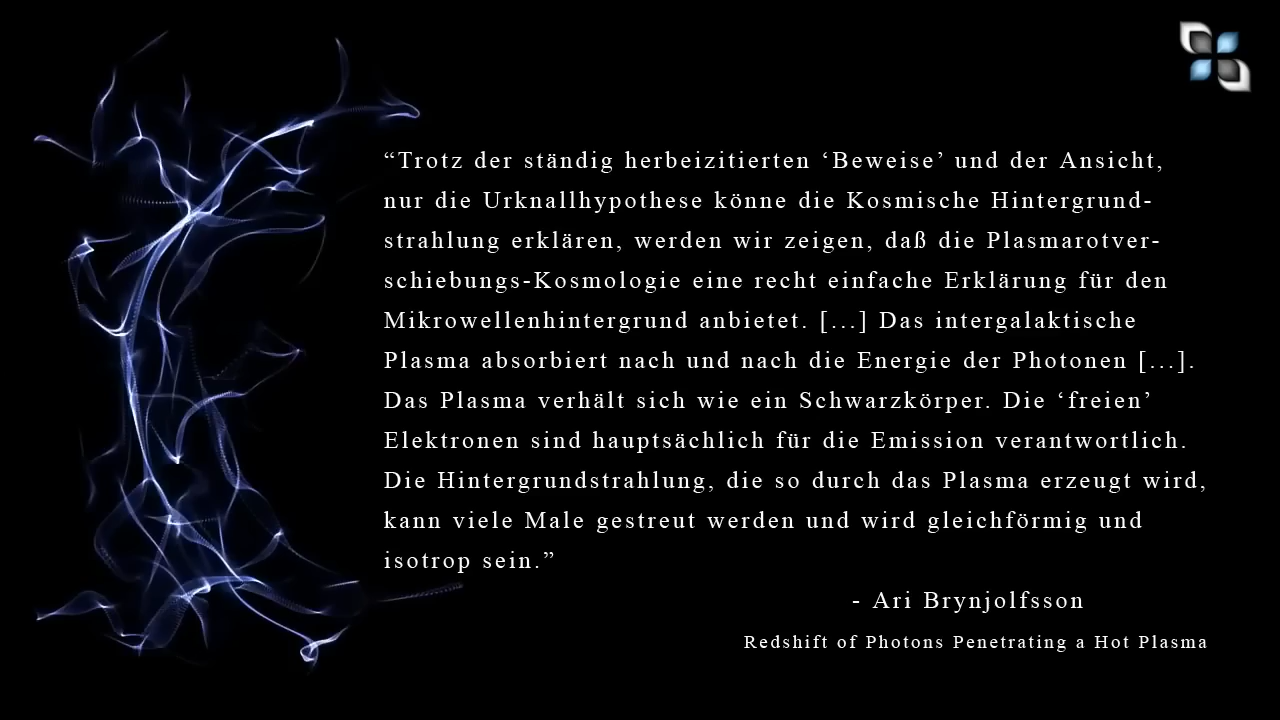 “Trotz der ständig herbeizitierten ‘Beweise’ und der Ansicht,
nur die Urknallhypothese könne die Kosmische Hintergrund-
strahlung erklären, werden wir zeigen, daß die Plasmarotver-
schiebungs-Kosmologie eine recht einfache Erklärung für den
Mikrowellenhintergrund anbietet. [...] Das intergalaktische
Plasma absorbiert nach und nach die Energie der Photonen [...].
Das Plasma verhält sich wie ein Schwarzkörper. Die ‘freien’
Elektronen sind hauptsächlich für die Emission verantwortlich.
Die Hintergrundstrahlung, die so durch das Plasma erzeugt wird,
kann viele Male gestreut werden und wird gleichförmig und
isotrop sein.”
- Ari Brynjolfsson
Redshift of Photons Penetrating a Hot Plasma